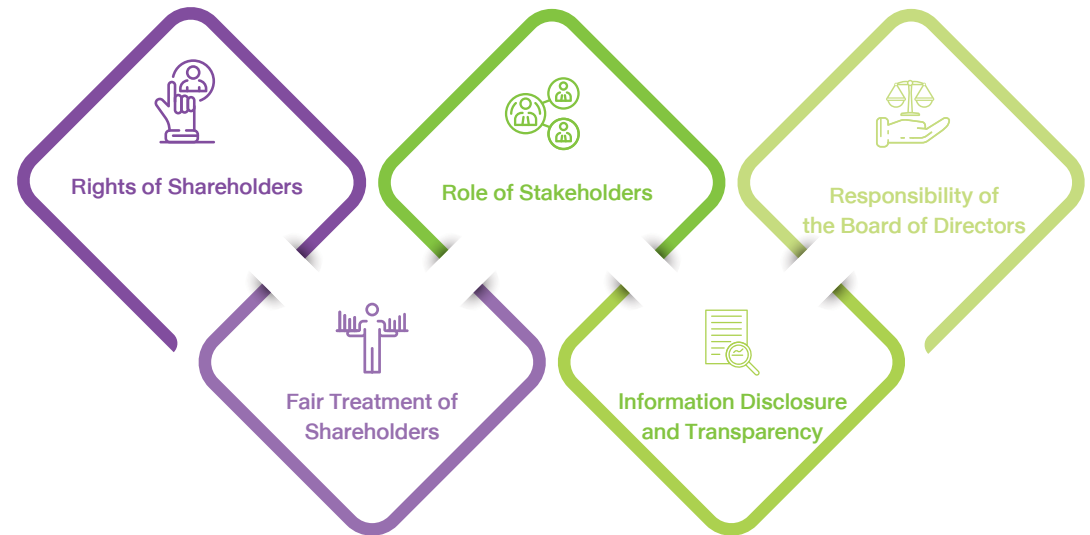 Rights of Shareholders
Fair Treatment of
Shareholders
Role of Stakeholders
Information Disclosure
and Transparency
Responsibility of
the Board of Directors